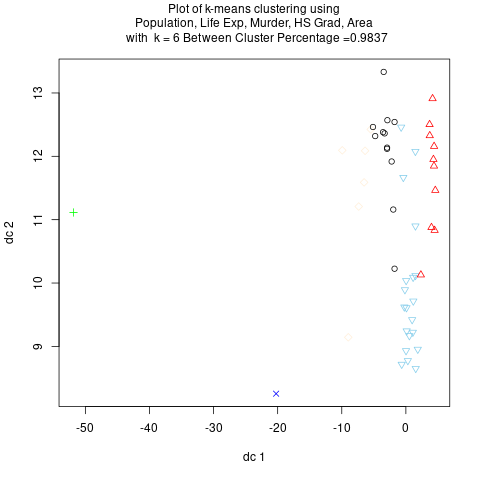 Plot of k-means clustering using
Population, Life Exp, Murder, HS Grad, Area
with k = 6 Between Cluster Percentage =0.9837
13
12
11
10
9
dc 2
-50
-40
-30
-20
-10
0
dc 1